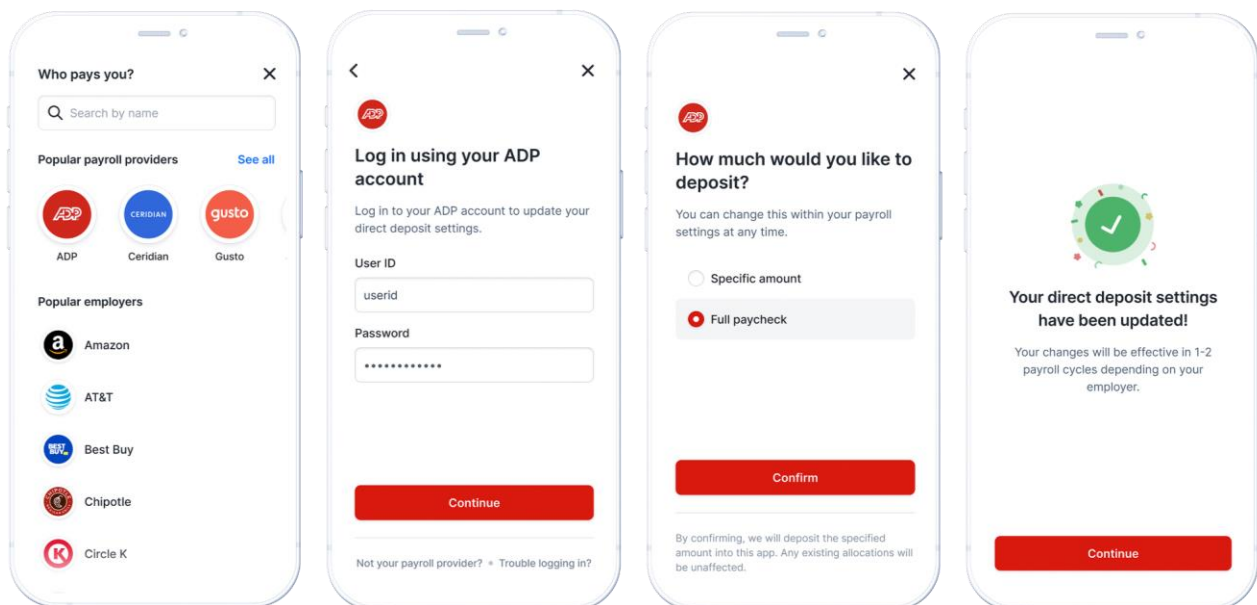 Who pays you?
Search by name
Popular payroll providers
See all
ADP
CERIDIAN
gusto
ADP
Ceridian
Gusto
Popular employers
a
Amazon
AT&T
BEST
BUY
Best Buy
CHIPOTLE
Chipotle
K
Circle K
ADP
Log in using your ADP
account
Log in to your ADP account to update your
direct deposit settings.
User ID
userid
Password
••••••••••••
Continue
Not your payroll provider? • Trouble logging in?
ADP
How much would you like to
deposit?
You can change this within your payroll
settings at any time.
Specific amount
Full paycheck
Confirm
By confirming, we will deposit the specified
amount into this app. Any existing allocations will
be unaffected.
Your direct deposit settings
have been updated!
Your changes will be effective in 1-2
payroll cycles depending on your
employer.
Continue